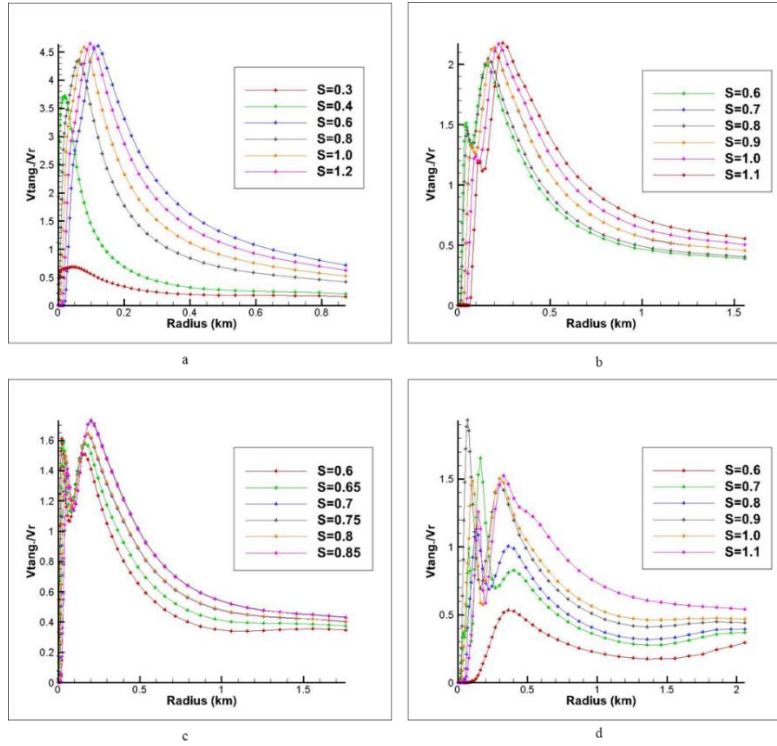 4.5
4
3.5
3
2.5
2
1.5
1
0.5
0
Vtang./Vr
0 0.2 0.4 0.6 0.8
Radius (km)
S=0.3
S=0.4
S=0.6
S=0.8
S=1.0
S=1.2
a
2
1.5
1
0.5
0
Vtang./Vr
0 0.5 1 1.5
Radius (km)
S=0.6
S=0.7
S=0.8
S=0.9
S=1.0
S=1.1
b
1.6
1.4
1.2
1
0.8
0.6
0.4
0.2
0
Vtang./Vr
0 0.5 1 1.5
Radius (km)
S=0.6
S=0.65
S=0.7
S=0.75
S=0.8
S=0.85
c
1.5
1
0.5
0
Vtang./Vr
0 0.5 1 1.5 2
Radius (km)
S=0.6
S=0.7
S=0.8
S=0.9
S=1.0
S=1.1
d